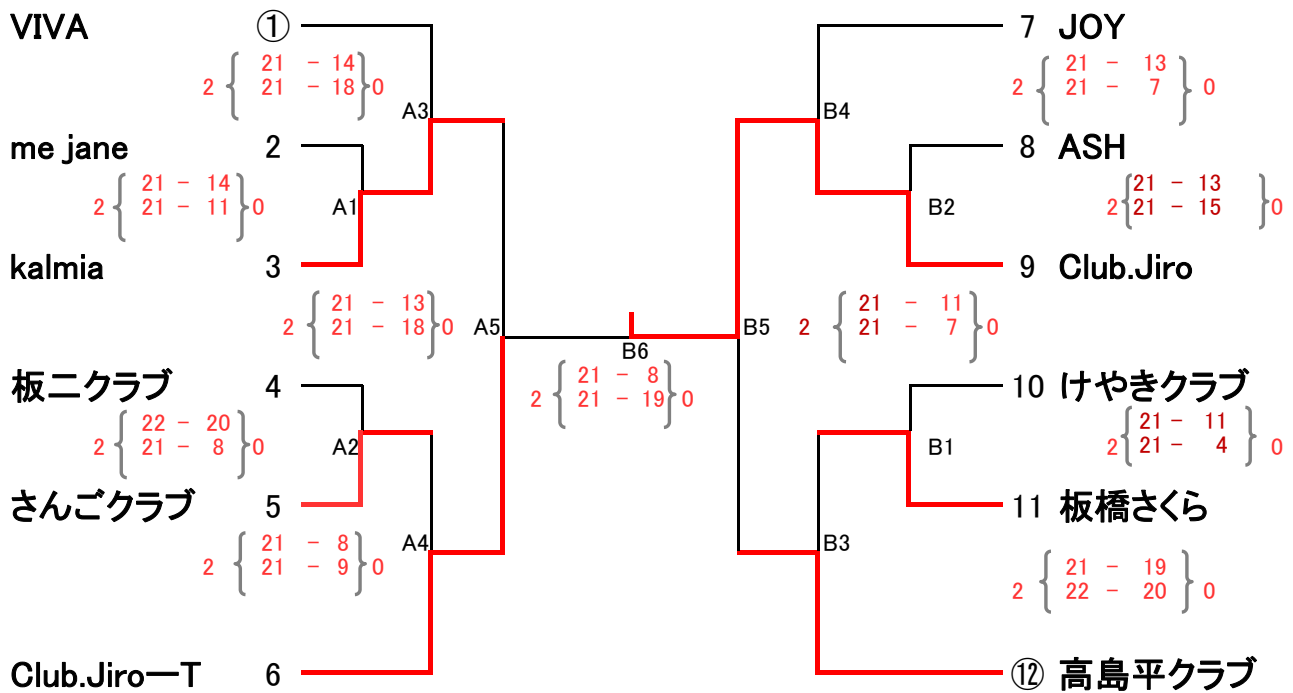 VIVA ① 7 JOY
21 - 14
2 { 21 - 18 } 0
21 - 13
2 { 21 - 7 } 0
A3 B4
me jane 2 8 ASH
21 - 14
2 { 21 - 11 } 0
A1 B2
21 - 13
2 { 21 - 15 } 0
kalmia 3 9 Club.Jiro
21 - 13
2 { 21 - 18 } 0
A5 B5
21 - 11
2 { 21 - 7 } 0
B6
21 - 8
2 { 21 - 19 } 0
板二クラブ 4 10 けやきクラブ
22 - 20
2 { 21 - 8 } 0
A2 B1
21 - 11
2 { 21 - 4 } 0
さんごクラブ 5 11 板橋さくら
21 - 8
2 { 21 - 9 } 0
A4 B3
21 - 19
2 { 22 - 20 } 0
Club.Jiro－T 6 ⑫ 高島平クラブ